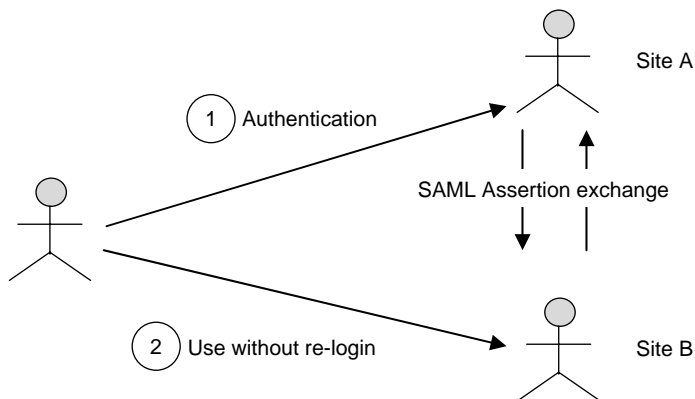 Site A
1 Authentication
SAML Assertion exchange
2 Use without re-login
Site B